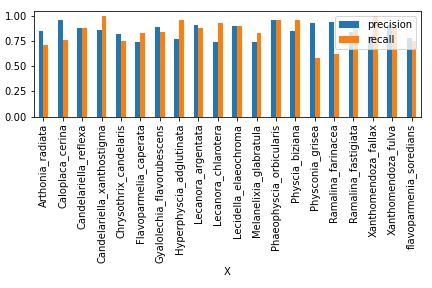 1.00
0.75
0.50
0.25
0.00
precision
recall
Arthonia_radiata
Caloplaca_cerina
Candelariella_reflexa
Candelariella_xanthostigma
Chrysothrix_candelaris
Flavoparmelia_caperata
Gyalolechia_flavorubescens
Hyperphyscia_adglutinata
Lecanora_argentata
Lecanora_chlarotera
Lecidella_elaeochroma
Melanelixia_glabratula
Phaeophyscia_orbicularis
Physcia_biziana
Physconia_grisea
Ramalina_farinacea
Ramalina_fastigiata
Xanthomendoza_fallax
Xanthomendoza_fulva
flavoparmenia_soredians
X